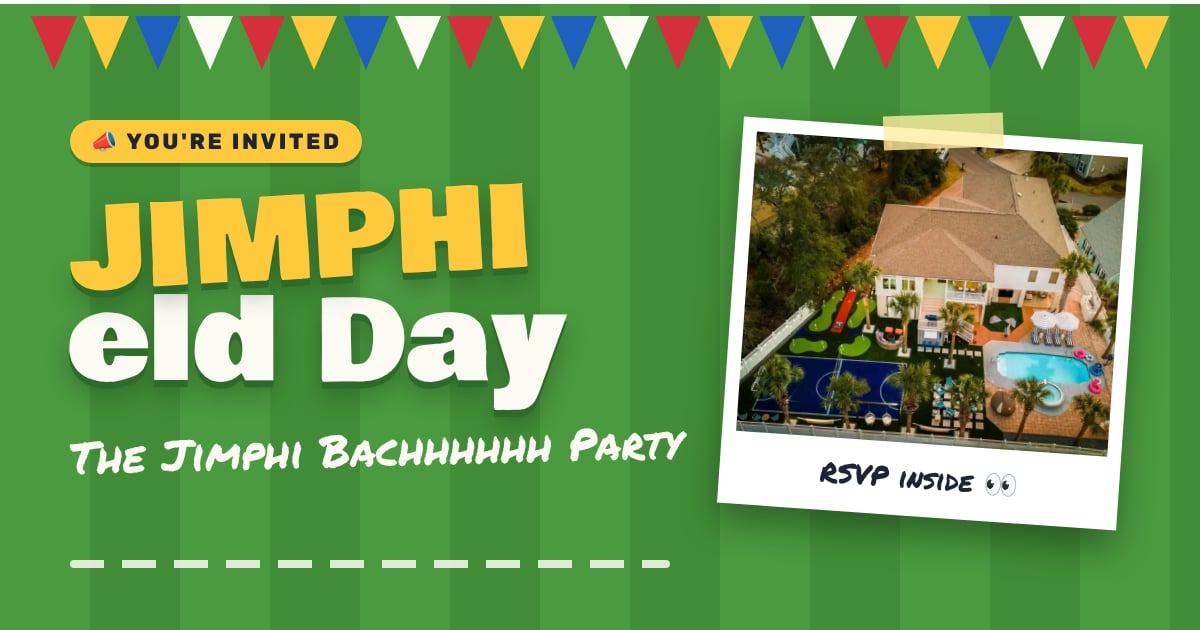 📣 YOU'RE INVITED
JIMPHI
eld Day
The Jimphi Bachhhhhh Party
RSVP inside 👀